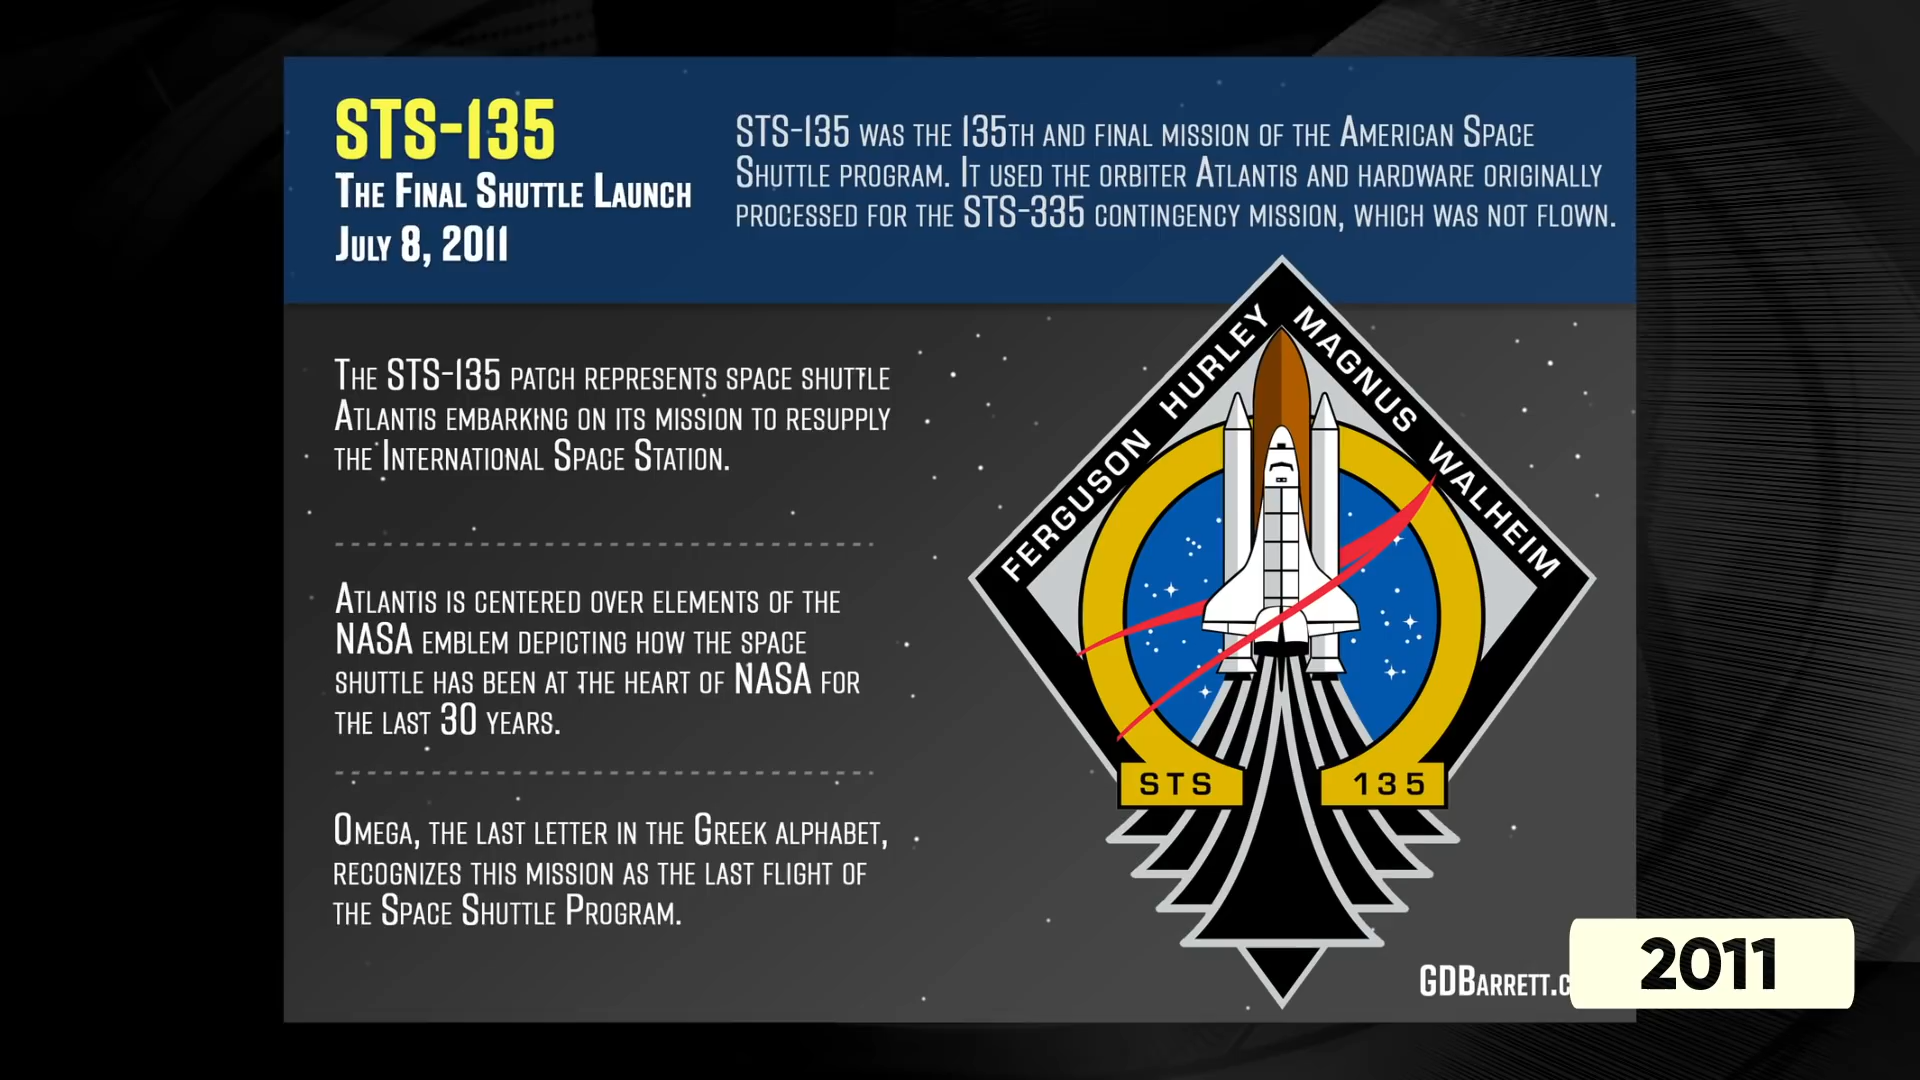 STS-135
The Final Shuttle Launch
July 8, 2011
STS-135 was the 135th and final mission of the American Space
Shuttle program. It used the orbiter Atlantis and hardware originally
processed for the STS-335 contingency mission, which was not flown.
The STS-135 patch represents space shuttle
Atlantis embarking on its mission to resupply
the International Space Station.
Atlantis is centered over elements of the
NASA emblem depicting how the space
shuttle has been at the heart of NASA for
the last 30 years.
Omega, the last letter in the Greek alphabet,
recognizes this mission as the last flight of
the Space Shuttle Program.
FERGUSON HURLEY
MAGNUS WALHEIM
STS 135
GDBarrett.c
2011